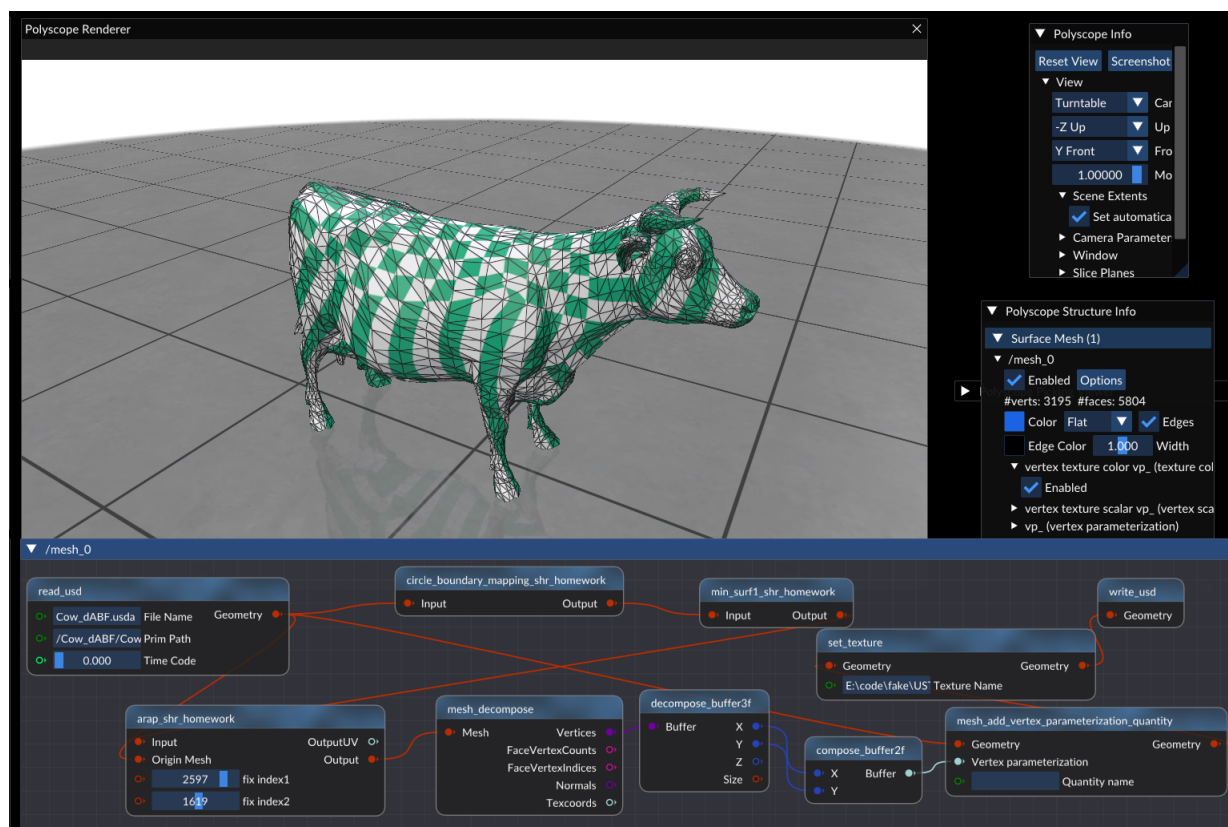 Polyscope Renderer
Polyscope Info
Reset View Screenshot
View
Turntable Car
-Z Up Up
Y Front Fro
1.00000 Mo
Scene Extents
Set automatica
Camera Parameter
Window
Slice Planes
Polyscope Structure Info
Surface Mesh (1)
/mesh_0
Enabled Options
#verts: 3195 #faces: 5804
Color Flat Edges
Edge Color 1.000 Width
vertex texture color vp_ (texture col
Enabled
vertex texture scalar vp_ (vertex sca
vp_ (vertex parameterization)
/mesh_0
read_usd
Cow_dABF.usda File Name Geometry
/Cow_dABF/Cow Prim Path
0.000 Time Code
circle_boundary_mapping_shr_homework
Input Output
min_surf1_shr_homework
Input Output
write_usd
Geometry
set_texture
Geometry Geometry
E:\code\fake\US Texture Name
arap_shr_homework
Input OutputUV
Origin Mesh Output
2597 fix index1
1619 fix index2
mesh_decompose
Mesh Vertices
FaceVertexCounts
FaceVertexIndices
Normals
Texcoords
decompose_buffer3f
Buffer X
Y
Z
Size
compose_buffer2f
X Buffer
Y
mesh_add_vertex_parameterization_quantity
Geometry Geometry
Vertex parameterization
Quantity name